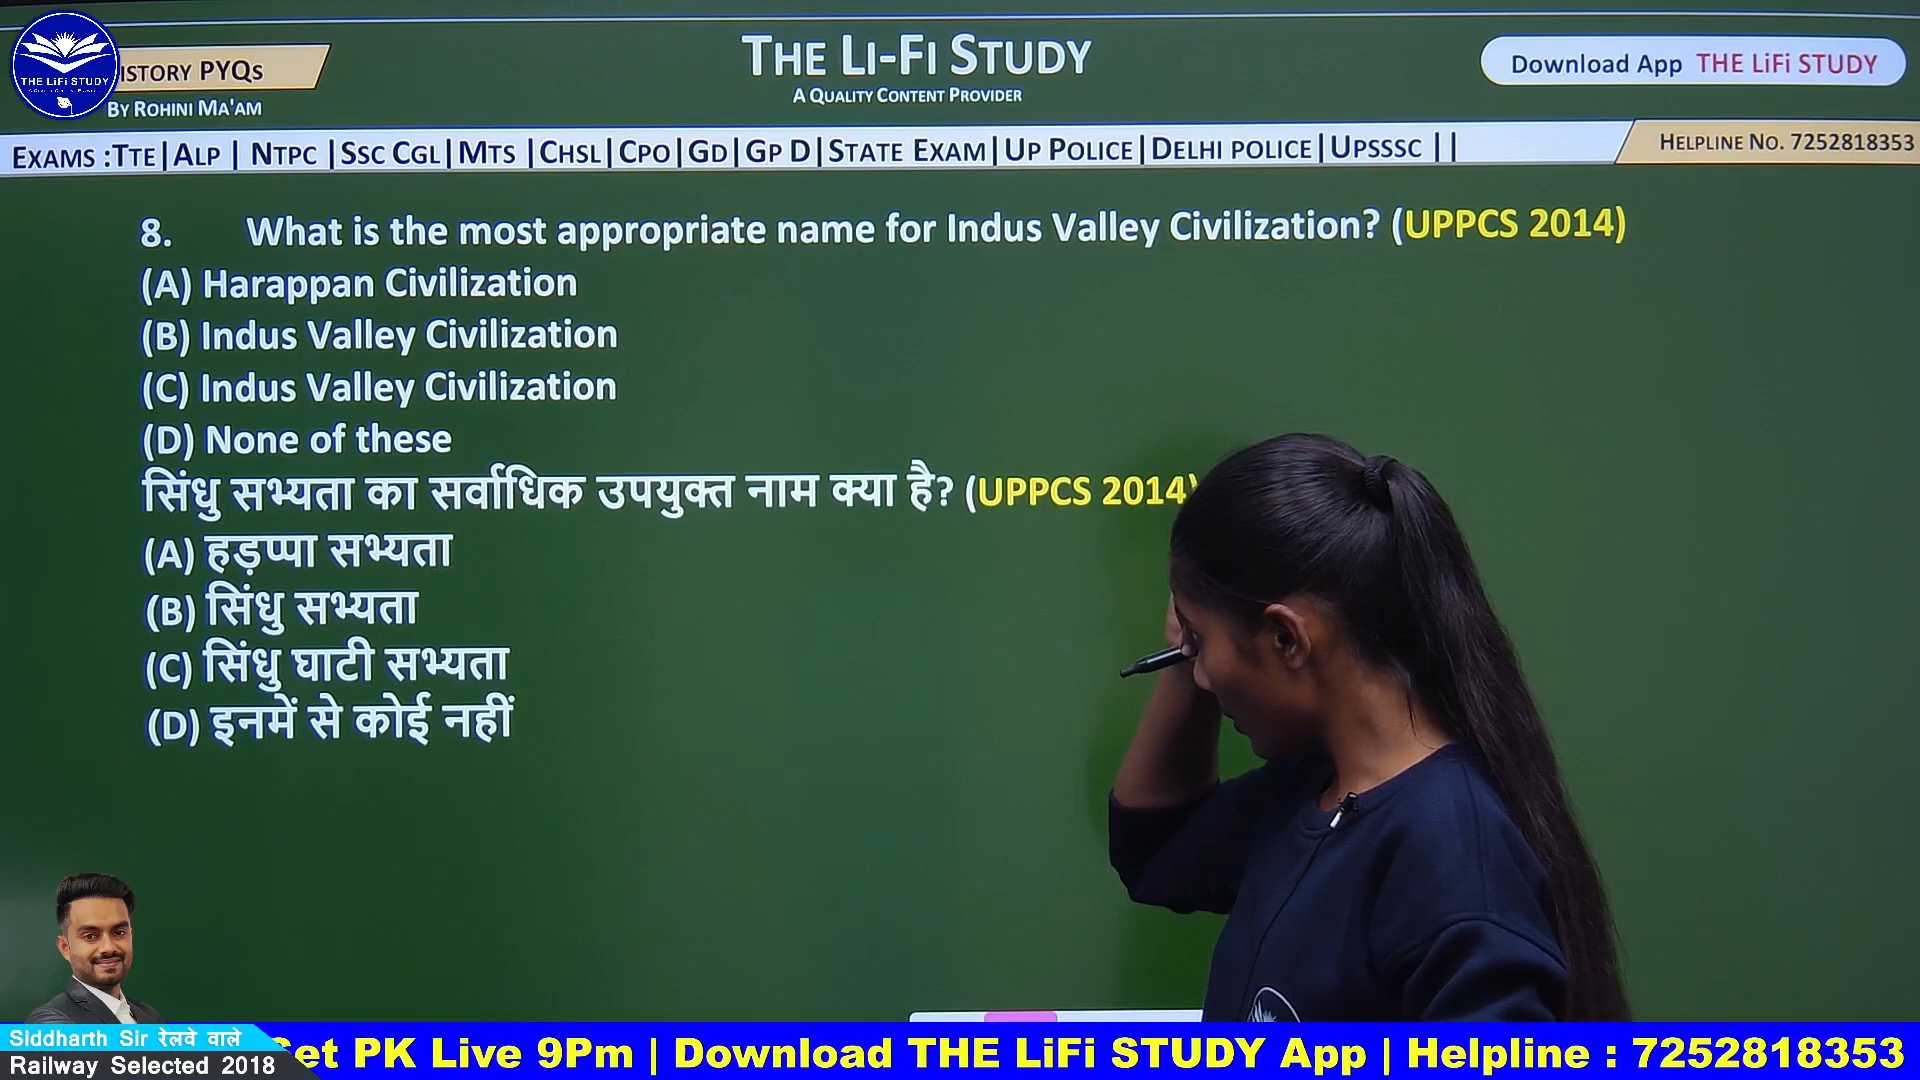 THE LiFi STUDY
ISTORY PYQs
BY ROHINI MA'AM
THE LI-FI STUDY
A QUALITY CONTENT PROVIDER
Download App THE LiFi STUDY
EXAMS :TTE|ALP | NTPC |SSC CGL|MTS |CHSL|CPO|GD|GP D|STATE EXAM|UP POLICE|DELHI POLICE|UPSSSC ||
HELPLINE NO. 7252818353
8. What is the most appropriate name for Indus Valley Civilization? (UPPCS 2014)
(A) Harappan Civilization
(B) Indus Valley Civilization
(C) Indus Valley Civilization
(D) None of these
सिंधु सभ्यता का सर्वाधिक उपयुक्त नाम क्या है? (UPPCS 2014)
(A) हड़प्पा सभ्यता
(B) सिंधु सभ्यता
(C) सिंधु घाटी सभ्यता
(D) इनमें से कोई नहीं
Siddharth Sir रेलवे वाले
Railway Selected 2018
et PK Live 9Pm | Download THE LiFi STUDY App | Helpline : 7252818353